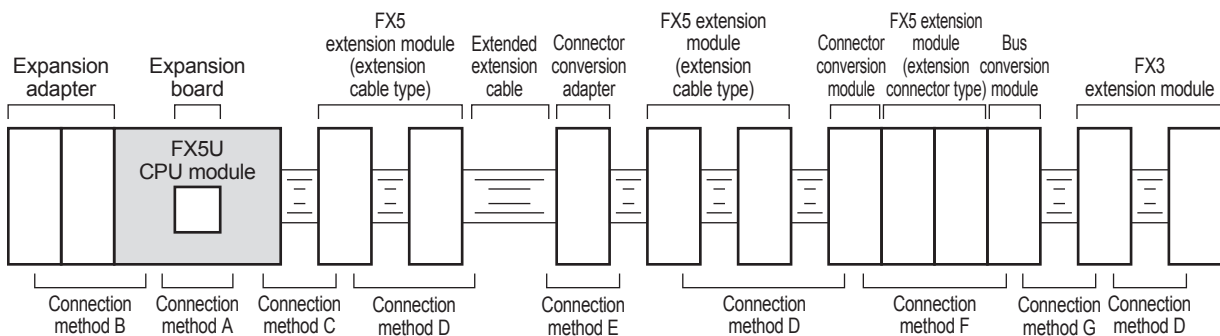 Expansion
adapter
Expansion
board
FX5
extension module
(extension
cable type)
Extended
extension
cable
Connector
conversion
adapter
FX5 extension
module
(extension
cable type)
Connector
conversion
module
FX5 extension
module
(extension
connector type)
Bus
conversion
module
FX3
extension module
FX5U
CPU module
Connection
method B
Connection
method A
Connection
method C
Connection
method D
Connection
method E
Connection
method D
Connection
method F
Connection
method G
Connection
method D